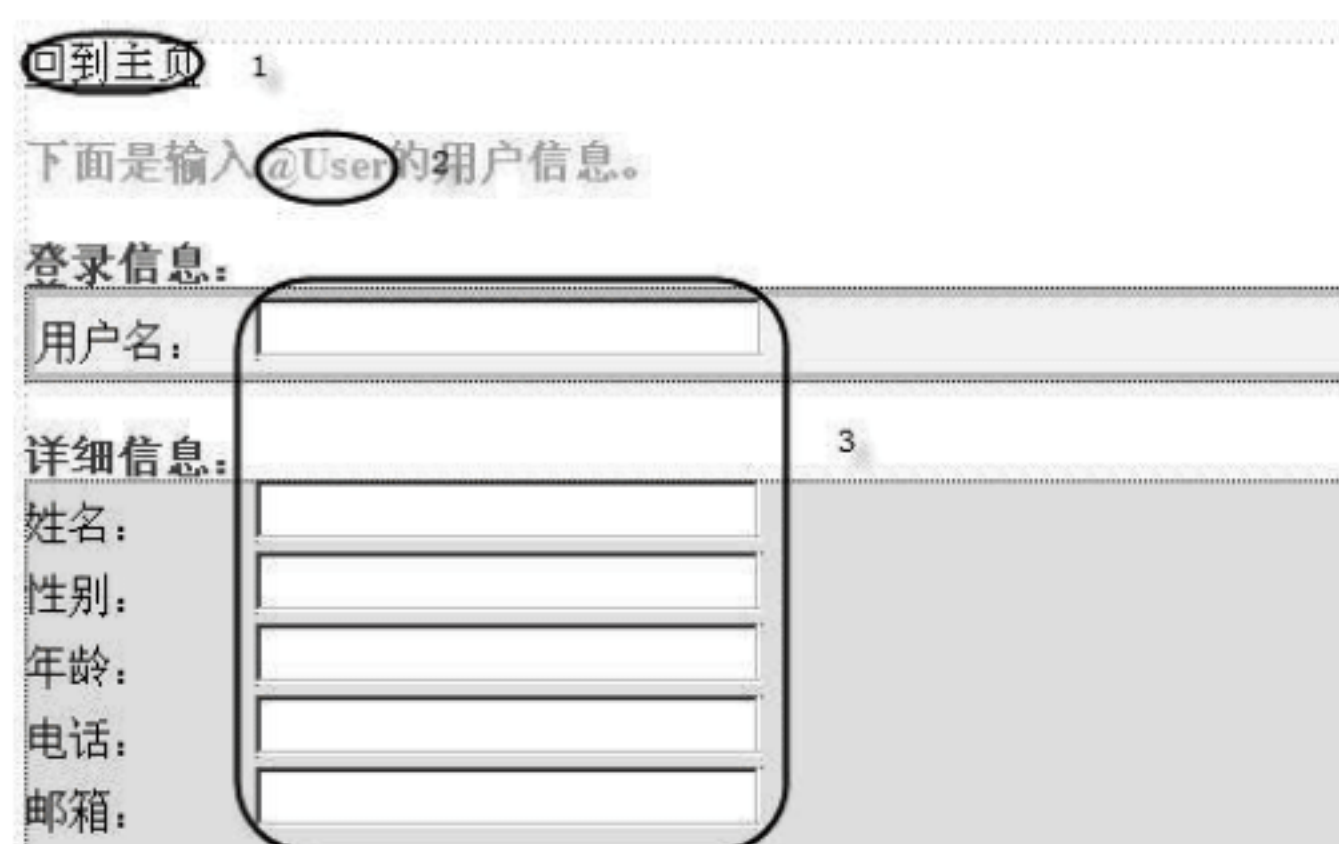 回到主页 1
下面是输入@User的用户信息。 2
登录信息：
用户名：
详细信息： 3
姓名：
性别：
年龄：
电话：
邮箱：